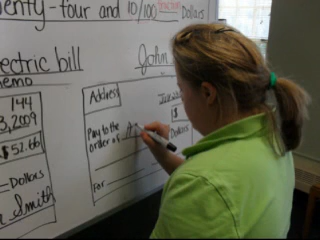 enty-four and 10/100 Dollars
ectric bill
John
emo
144
3, 2009
$52.66
Dollars
Smith
Address
$
Pay to the
order of
Dollars
For